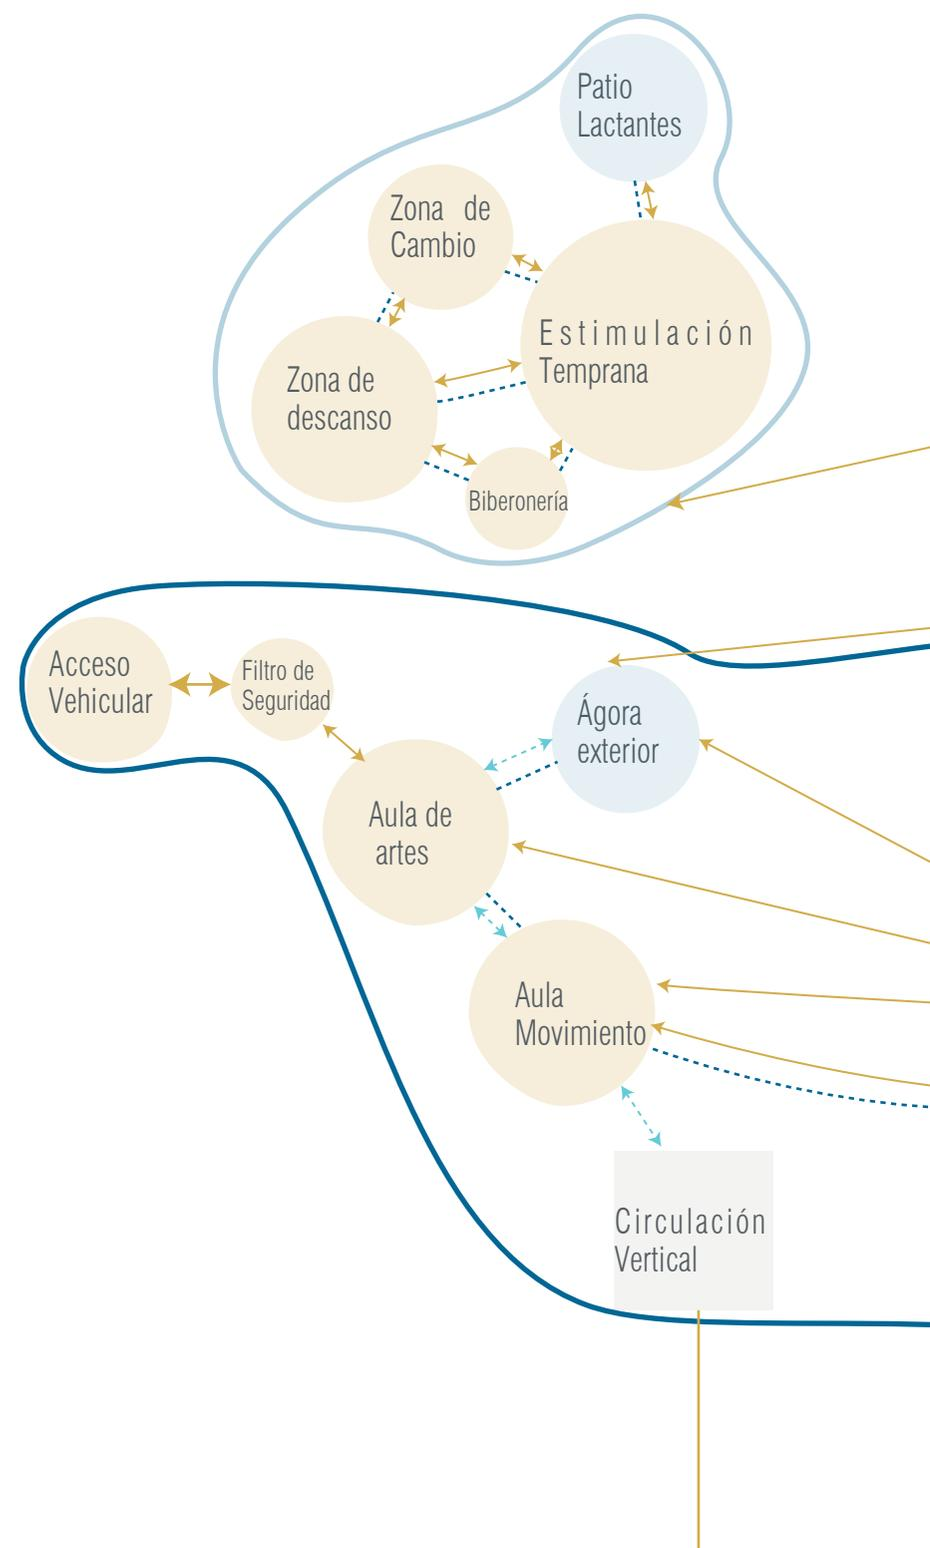 Patio
Lactantes
Zona de
Cambio
Estimulación
Temprana
Zona de
descanso
Biberonería
Acceso
Vehicular
Filtro de
Seguridad
Ágora
exterior
Aula de
artes
Aula
Movimiento
Circulación
Vertical